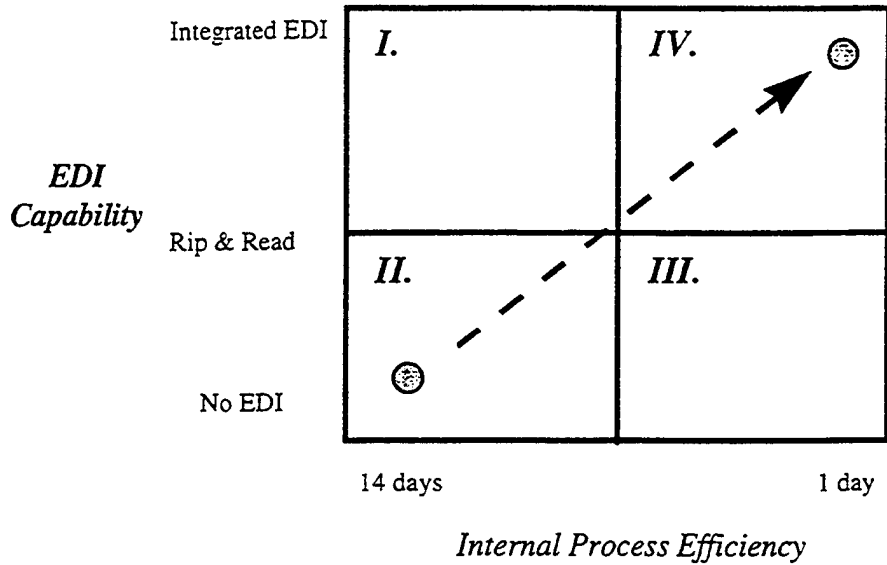 Integrated EDI
I.
IV.
EDI
Capability
Rip & Read
II.
III.
No EDI
14 days
1 day
Internal Process Efficiency